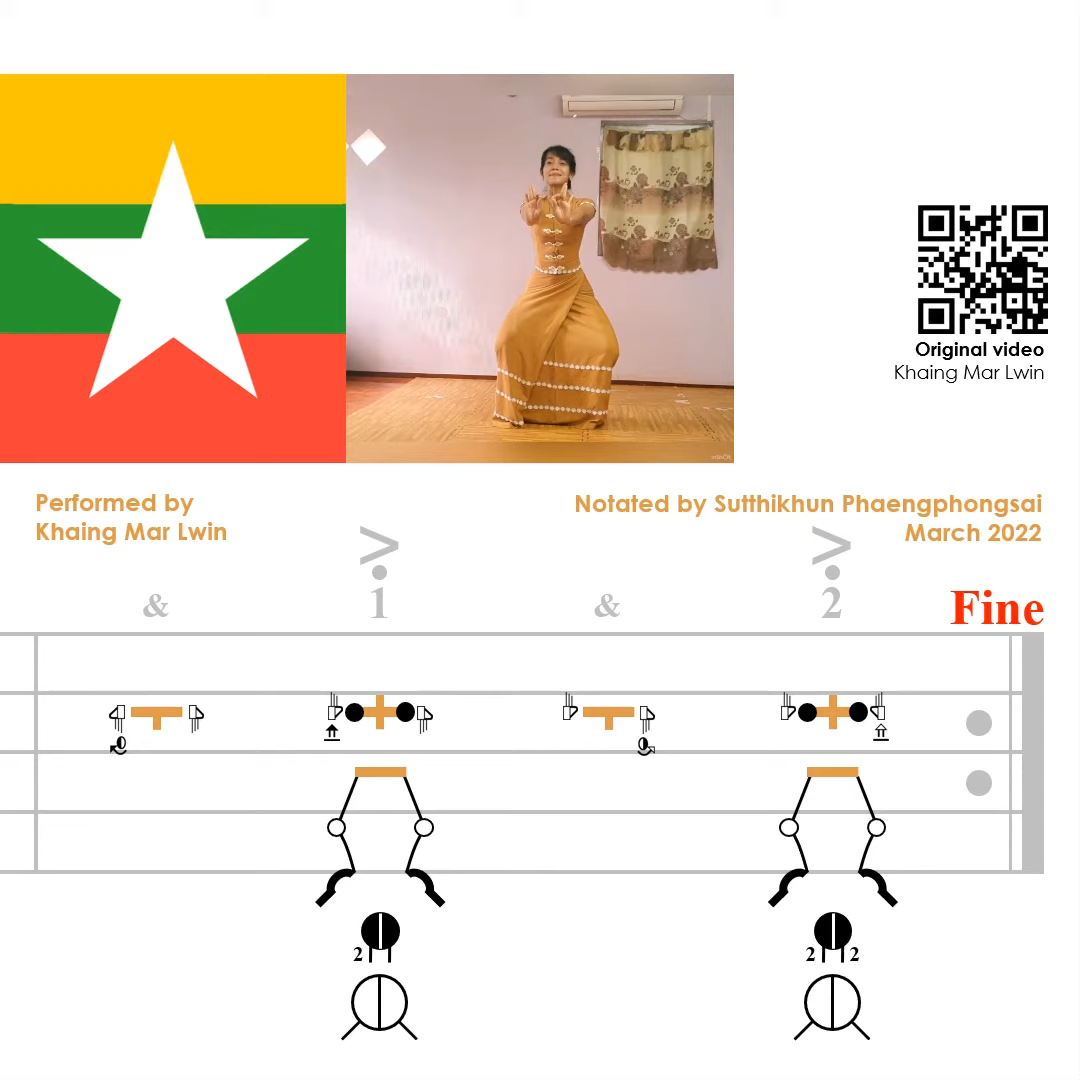 Original video
Khaing Mar Lwin
Performed by
Khaing Mar Lwin
Notated by Sutthikhun Phaengphongsai
March 2022
& 1 & 2 Fine
2 2 2